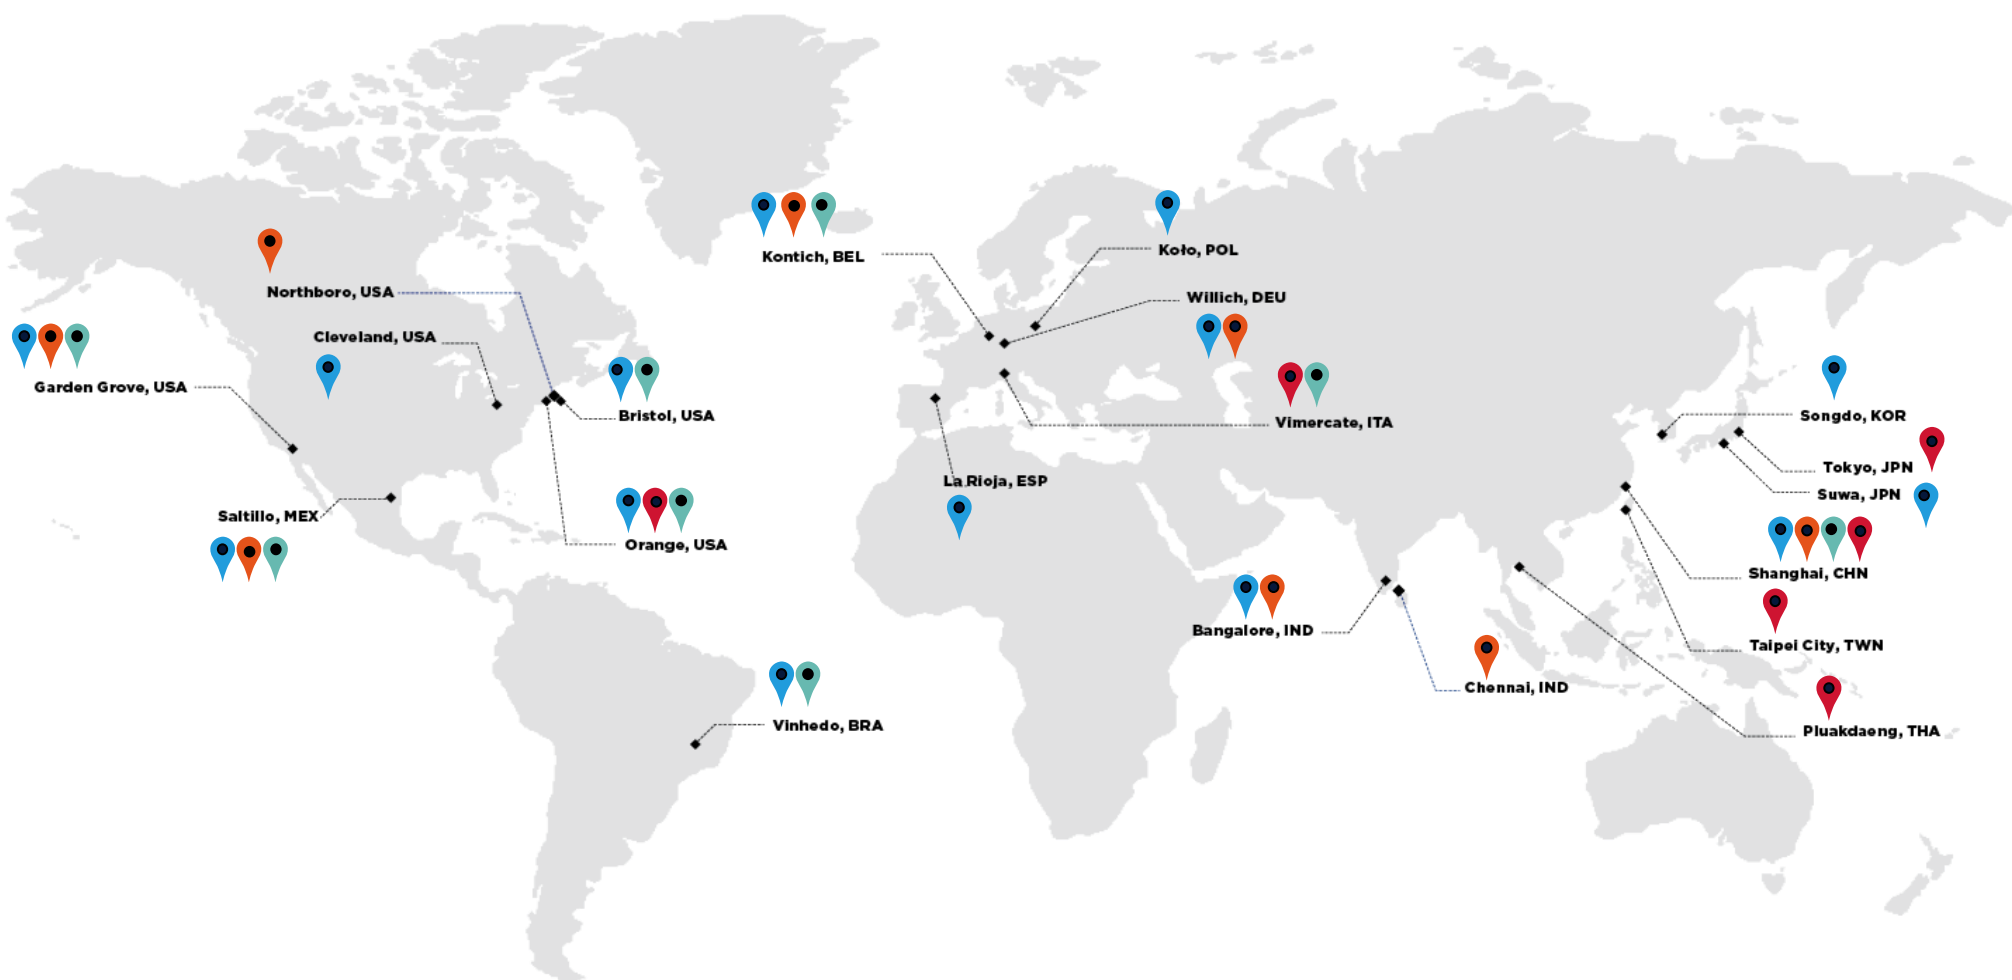 Northboro, USA
Cleveland, USA
Garden Grove, USA
Bristol, USA
Saltillo, MEX
Orange, USA
Vinhedo, BRA
Kontich, BEL
Koło, POL
Willich, DEU
Vimercate, ITA
La Rioja, ESP
Bangalore, IND
Chennai, IND
Songdo, KOR
Tokyo, JPN
Suwa, JPN
Shanghai, CHN
Taipei City, TWN
Pluakdaeng, THA